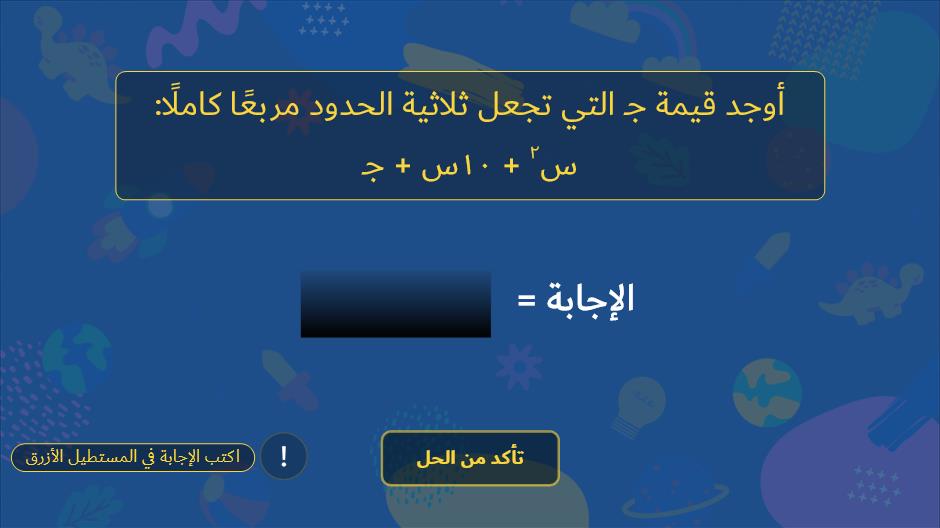 أوجد قيمة جـ التي تجعل ثلاثية الحدود مربعًا كاملًا:
س٢ + ١٠س + جـ
الإجابة =
تأكد من الحل
!
اكتب الإجابة في المستطيل الأزرق